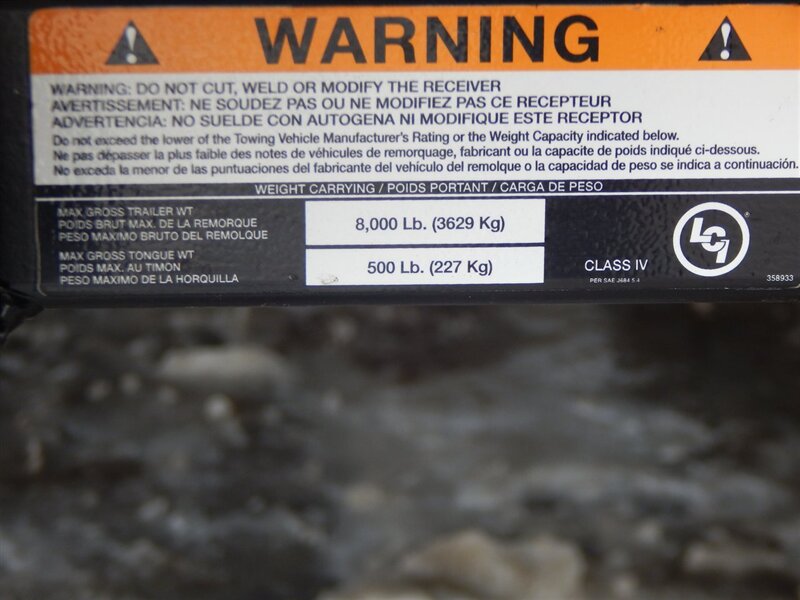 WARNING
WARNING: DO NOT CUT, WELD OR MODIFY THE RECEIVER
AVERTISSEMENT: NE SOUDEZ PAS OU NE MODIFIEZ PAS CE RECEPTEUR
ADVERTENCIA: NO SUELDE CON AUTOGENA NI MODIFIQUE ESTE RECEPTOR
Do not exceed the lower of the Towing Vehicle Manufacturer's Rating or the Weight Capacity indicated below.
Ne pas dépasser la plus faible des notes de véhicules de remorquage, fabricant ou la capacite de poids indiqué ci-dessous.
No exceda la menor de las puntuaciones del fabricante del vehículo del remolque o la capacidad de peso se indica a continuación.
WEIGHT CARRYING / POIDS PORTANT / CARGA DE PESO
MAX GROSS TRAILER WT
POIDS BRUT MAX. DE LA REMORQUE
PESO MAXIMO BRUTO DEL REMOLQUE
8,000 Lb. (3629 Kg)
MAX GROSS TONGUE WT
POIDS MAX. AU TIMON
PESO MAXIMO DE LA HORQUILLA
500 Lb. (227 Kg)
CLASS IV
PER SAE J684 5.4
LCI
®
358933